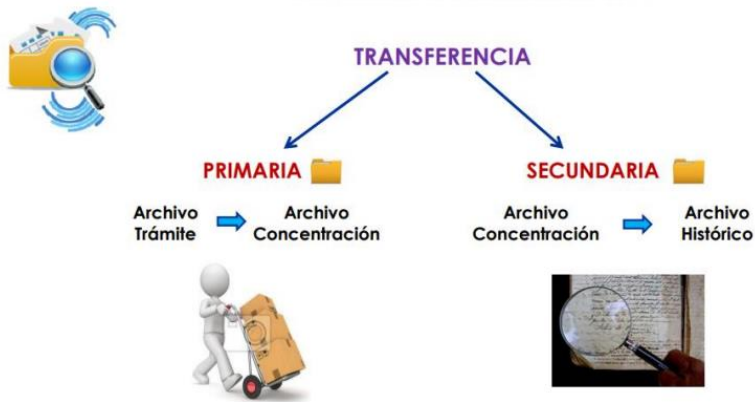 TRANSFERENCIA
PRIMARIA
SECUNDARIA
Archivo
Trámite
Archivo
Concentración
Archivo
Concentración
Archivo
Histórico